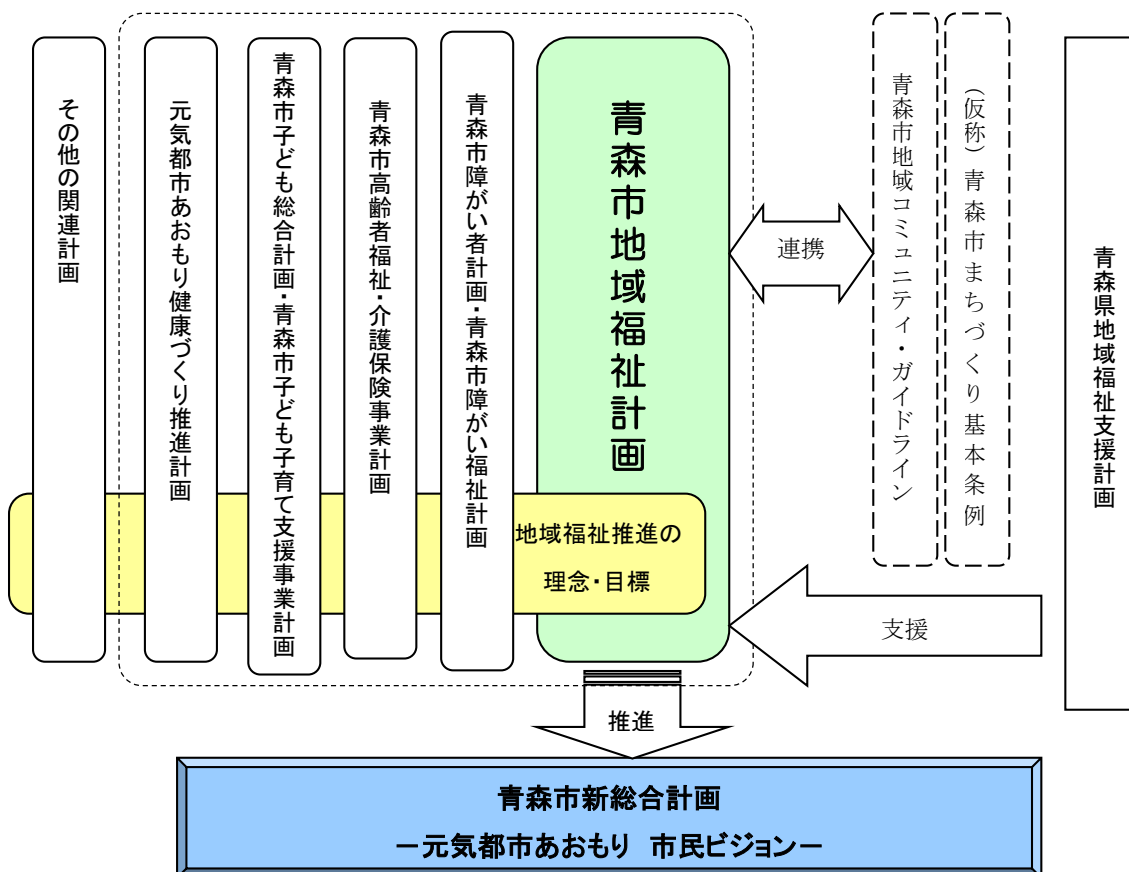 その他の関連計画
元気都市あおもり健康づくり推進計画
青森市子ども総合計画・青森市子ども子育て支援事業計画
青森市高齢者福祉・介護保険事業計画
青森市障がい者計画・青森市障がい福祉計画
青森市地域福祉計画
地域福祉推進の
理念・目標
連携
青森市地域コミュニティ・ガイドライン
(仮称)青森市まちづくり基本条例
青森県地域福祉支援計画
支援
推進
青森市新総合計画
－元気都市あおもり 市民ビジョン－